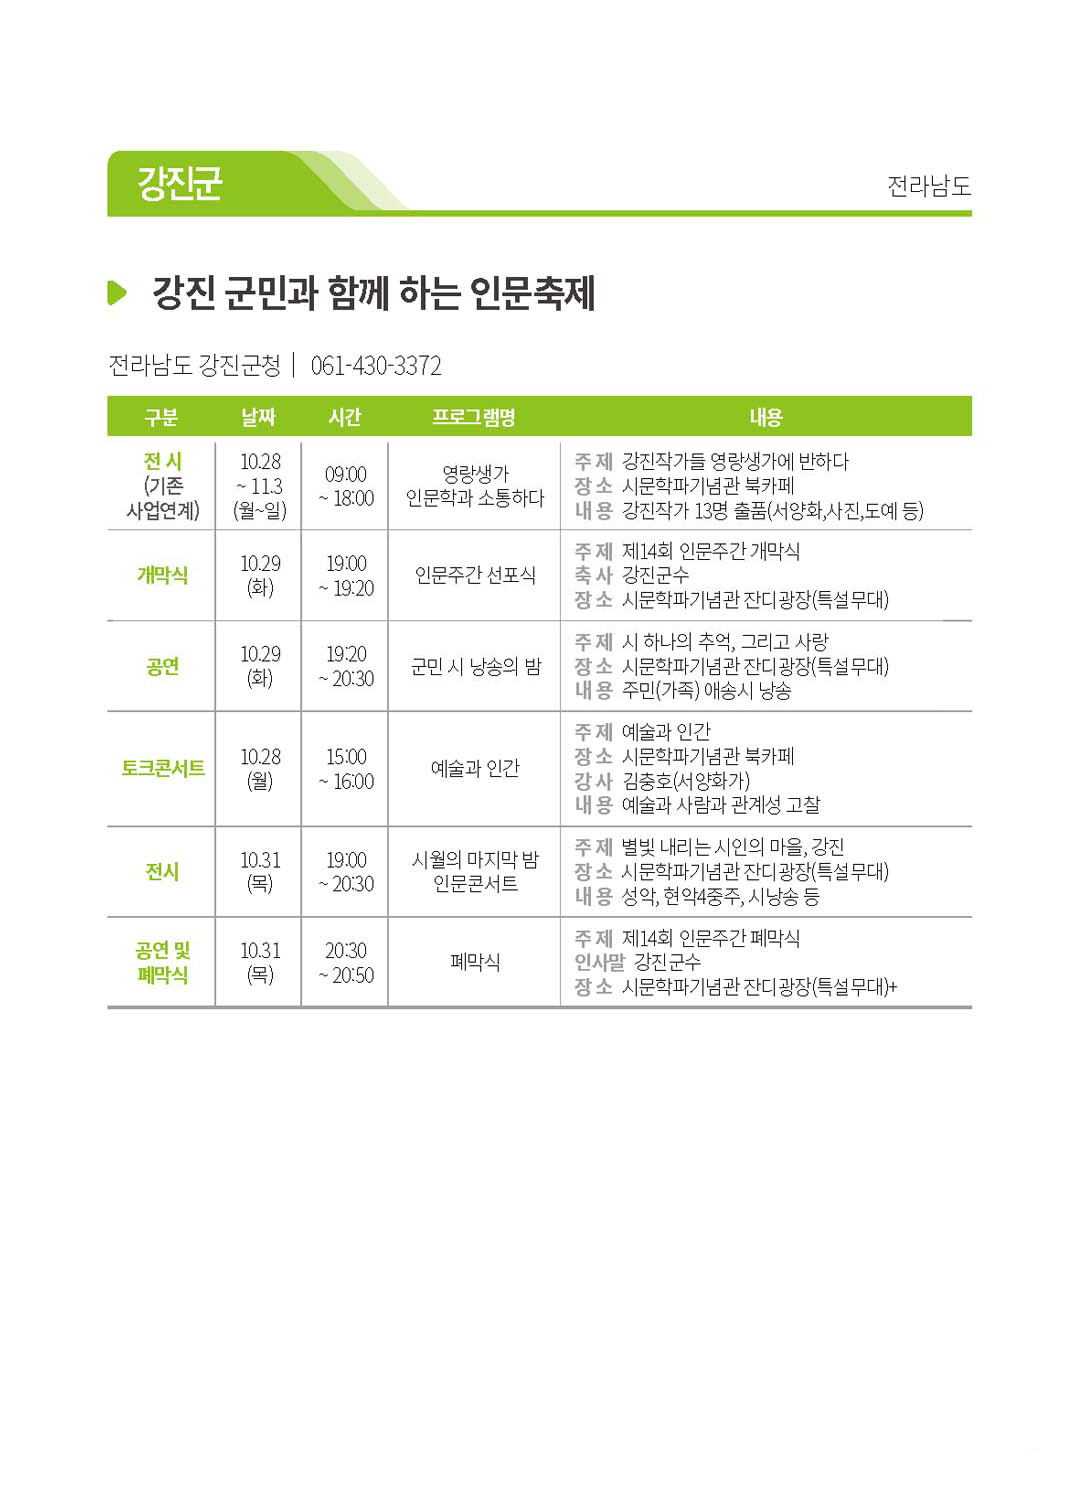 강진군
전라남도
강진 군민과 함께 하는 인문축제
전라남도 강진군청 | 061-430-3372
구분 날짜 시간 프로그램명 내용
전 시
(기존
사업연계)
10.28
~ 11.3
(월~일)
09:00
~ 18:00
영랑생가
인문학과 소통하다
주 제 강진작가들 영랑생가에 반하다
장 소 시문학파기념관 북카페
내 용 강진작가 13명 출품(서양화,사진,도예 등)
개막식
10.29
(화)
19:00
~ 19:20
인문주간 선포식
주 제 제14회 인문주간 개막식
축 사 강진군수
장 소 시문학파기념관 잔디광장(특설무대)
공연
10.29
(화)
19:20
~ 20:30
군민 시 낭송의 밤
주 제 시 하나의 추억, 그리고 사랑
장 소 시문학파기념관 잔디광장(특설무대)
내 용 주민(가족) 애송시 낭송
토크콘서트
10.28
(월)
15:00
~ 16:00
예술과 인간
주 제 예술과 인간
장 소 시문학파기념관 북카페
강 사 김충호(서양화가)
내 용 예술과 사람과 관계성 고찰
전시
10.31
(목)
19:00
~ 20:30
시월의 마지막 밤
인문콘서트
주 제 별빛 내리는 시인의 마을, 강진
장 소 시문학파기념관 잔디광장(특설무대)
내 용 성악, 현악4중주, 시낭송 등
공연 및
폐막식
10.31
(목)
20:30
~ 20:50
폐막식
주 제 제14회 인문주간 폐막식
인사말 강진군수
장 소 시문학파기념관 잔디광장(특설무대)+